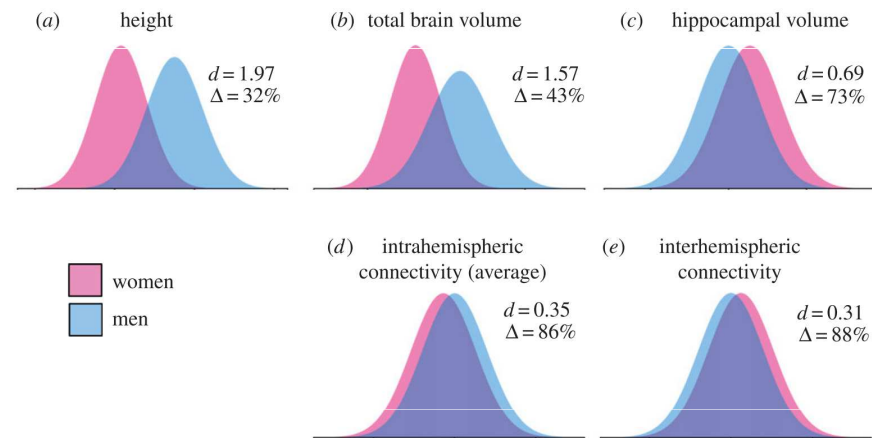 (a) height
d = 1.97
Δ = 32%
(b) total brain volume
d = 1.57
Δ = 43%
(c) hippocampal volume
d = 0.69
Δ = 73%
women
men
(d) intrahemispheric
connectivity (average)
d = 0.35
Δ = 86%
(e) interhemispheric
connectivity
d = 0.31
Δ = 88%